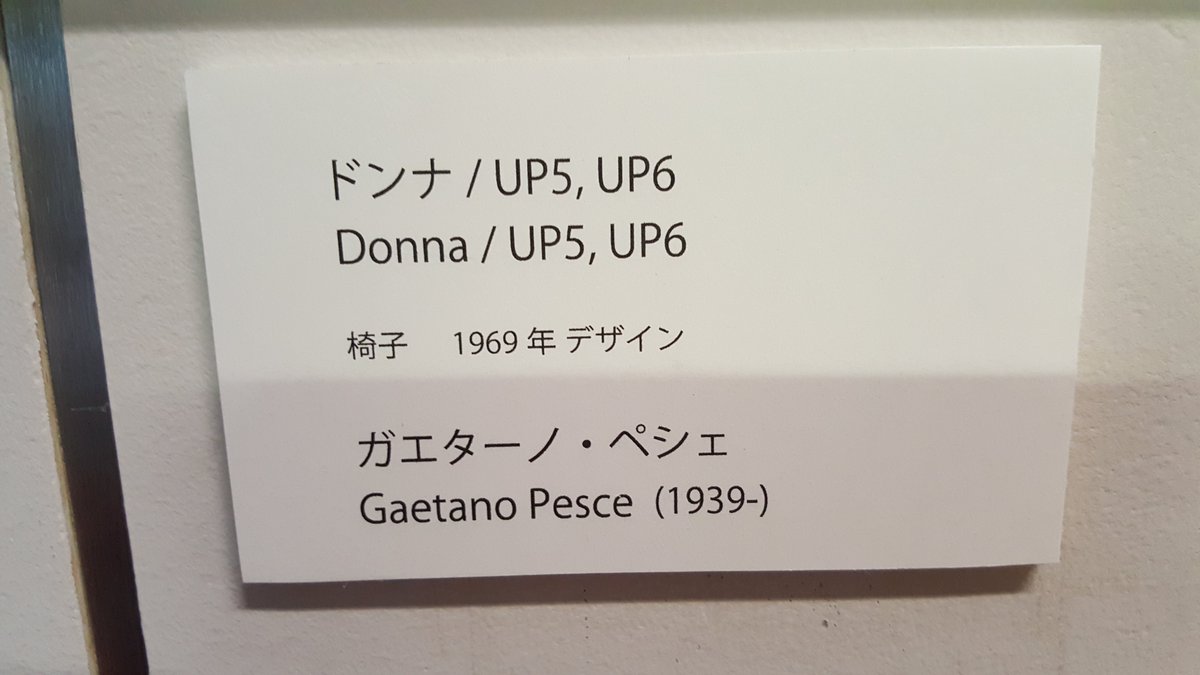 ドンナ / UP5, UP6
Donna / UP5, UP6
椅子　1969 年 デザイン
ガエターノ・ペシェ
Gaetano Pesce (1939-)